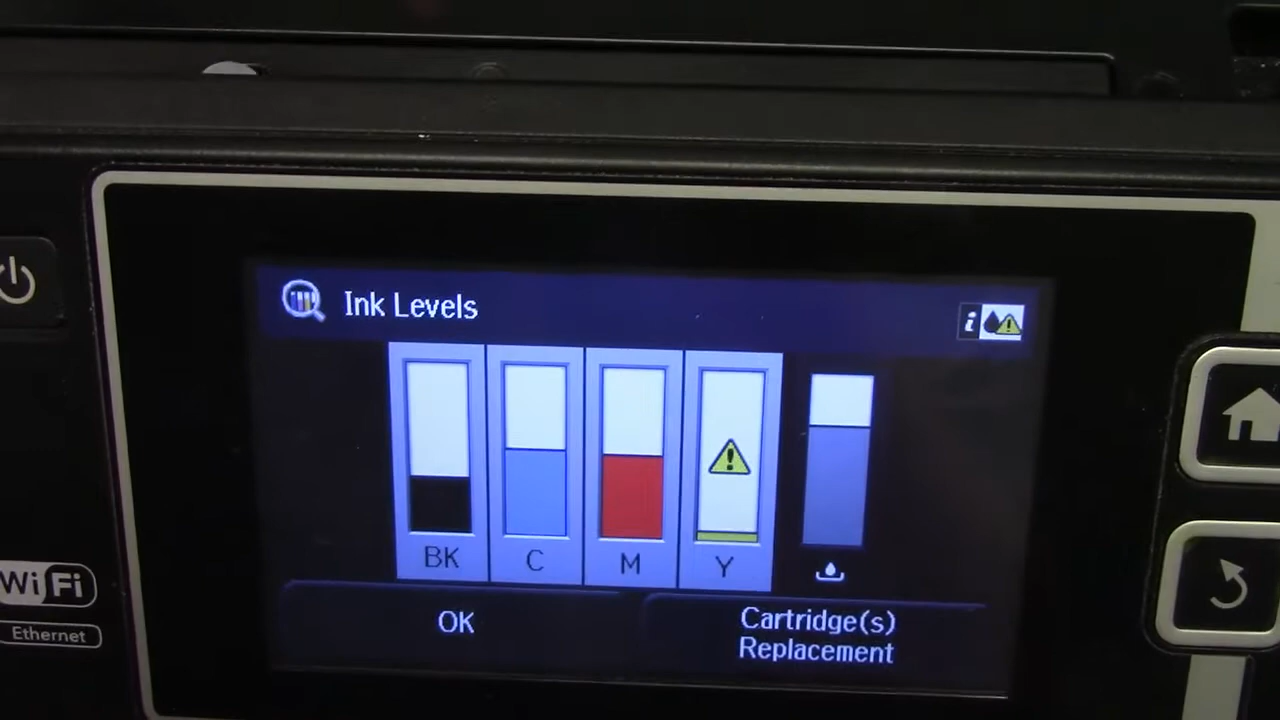 Ink Levels
i
BK
C
M
Y
OK
Cartridge(s)
Replacement
WiFi
Ethernet